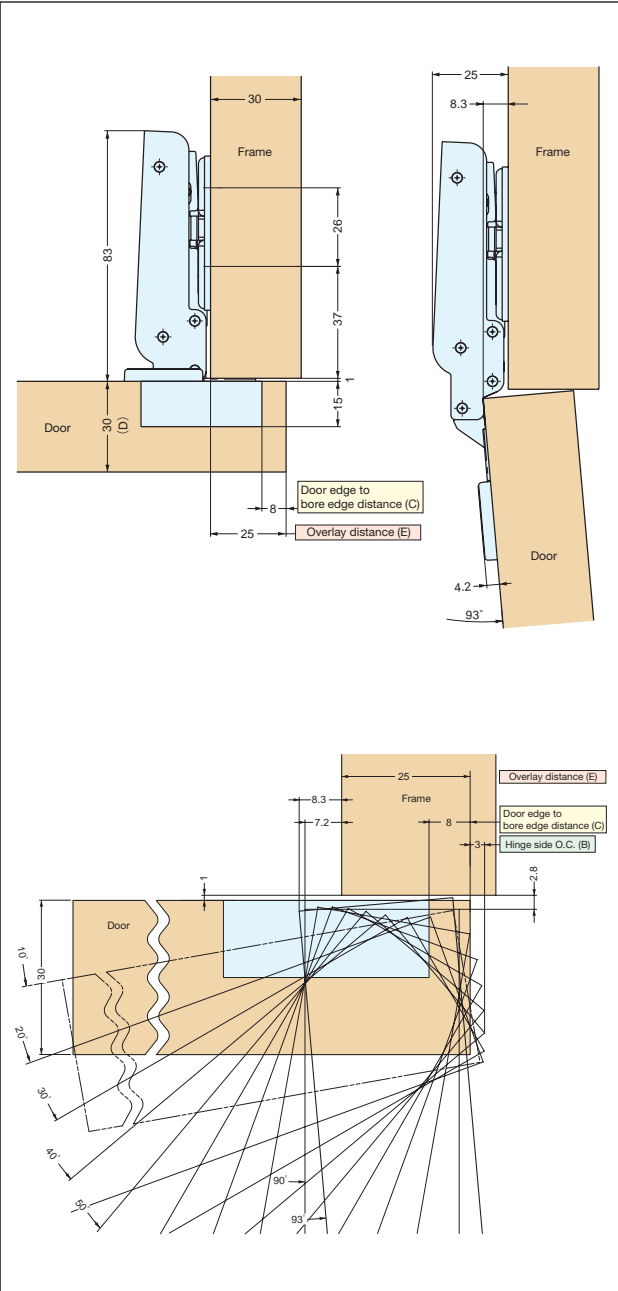 25
8.3
30
Frame
Frame
83
26
37
1
15
Door
30
(D)
8
Door edge to
bore edge distance (C)
25
Overlay distance (E)
Door
4.2
93°
25
Overlay distance (E)
8.3
Frame
7.2
8
Door edge to
bore edge distance (C)
3
Hinge side O.C. (B)
1
2.8
Door
30
10°
20°
30°
40°
50°
90°
93°